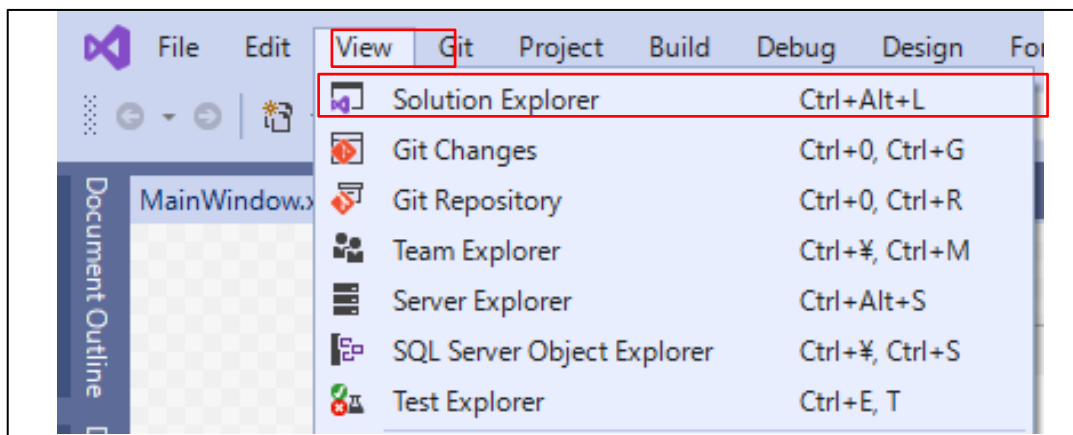 File Edit View Git Project Build Debug Design
Solution Explorer Ctrl+Alt+L
Git Changes Ctrl+0, Ctrl+G
Git Repository Ctrl+0, Ctrl+R
Team Explorer Ctrl+¥, Ctrl+M
Server Explorer Ctrl+Alt+S
SQL Server Object Explorer Ctrl+¥, Ctrl+S
Test Explorer Ctrl+E, T
MainWindow.x
Document Outline